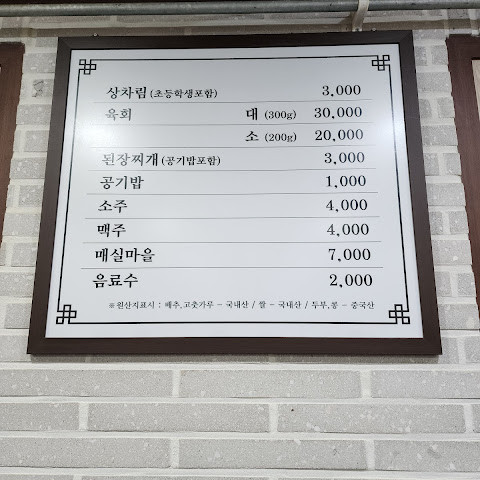 상차림 (초등학생포함) 3,000
육회 대 (300g) 30,000
소 (200g) 20,000
된장찌개 (공기밥포함) 3,000
공기밥 1,000
소주 4,000
맥주 4,000
매실마을 7,000
음료수 2,000
※원산지표시 : 배추,고춧가루 - 국내산 / 쌀 - 국내산 / 두부,콩 - 중국산